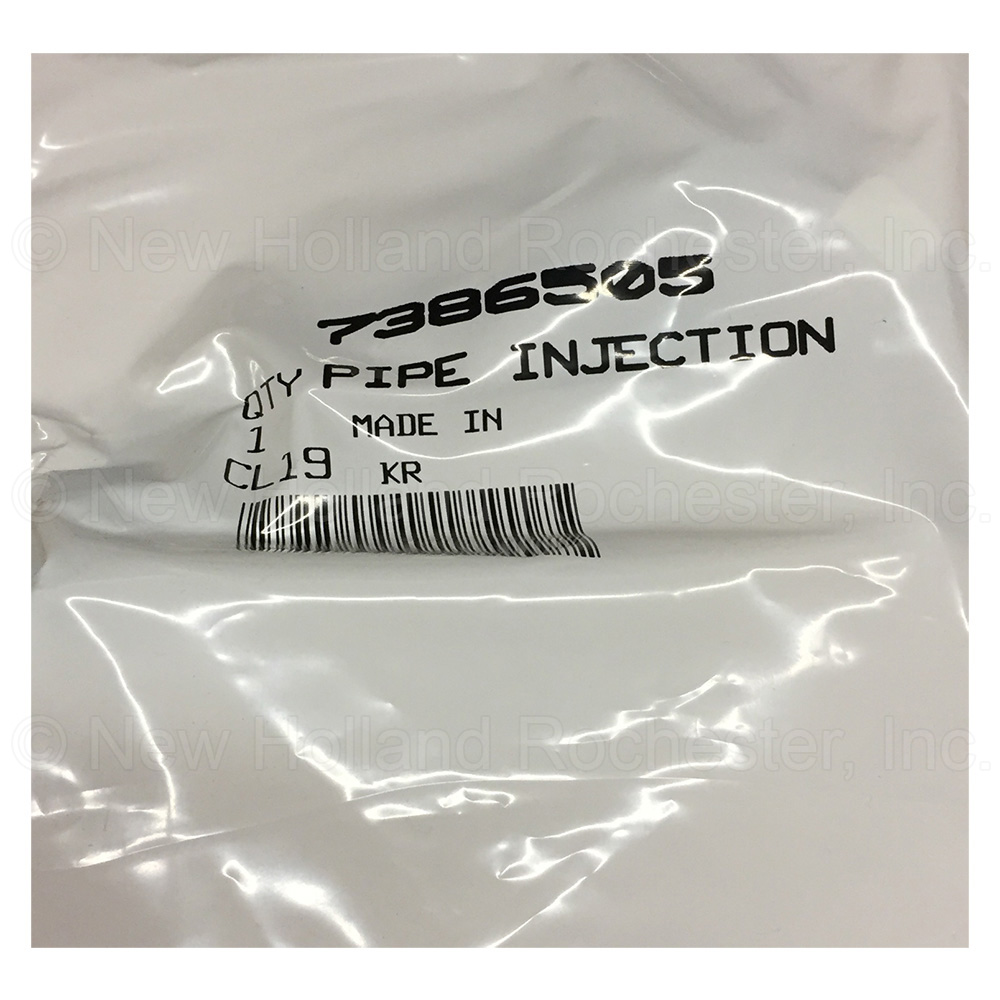 © New Holland Rochester, Inc.
7386505
QTY PIPE INJECTION
1 MADE IN
CL19 KR
© New Holland Rochester, Inc.
© New Holland Rochester, Inc.